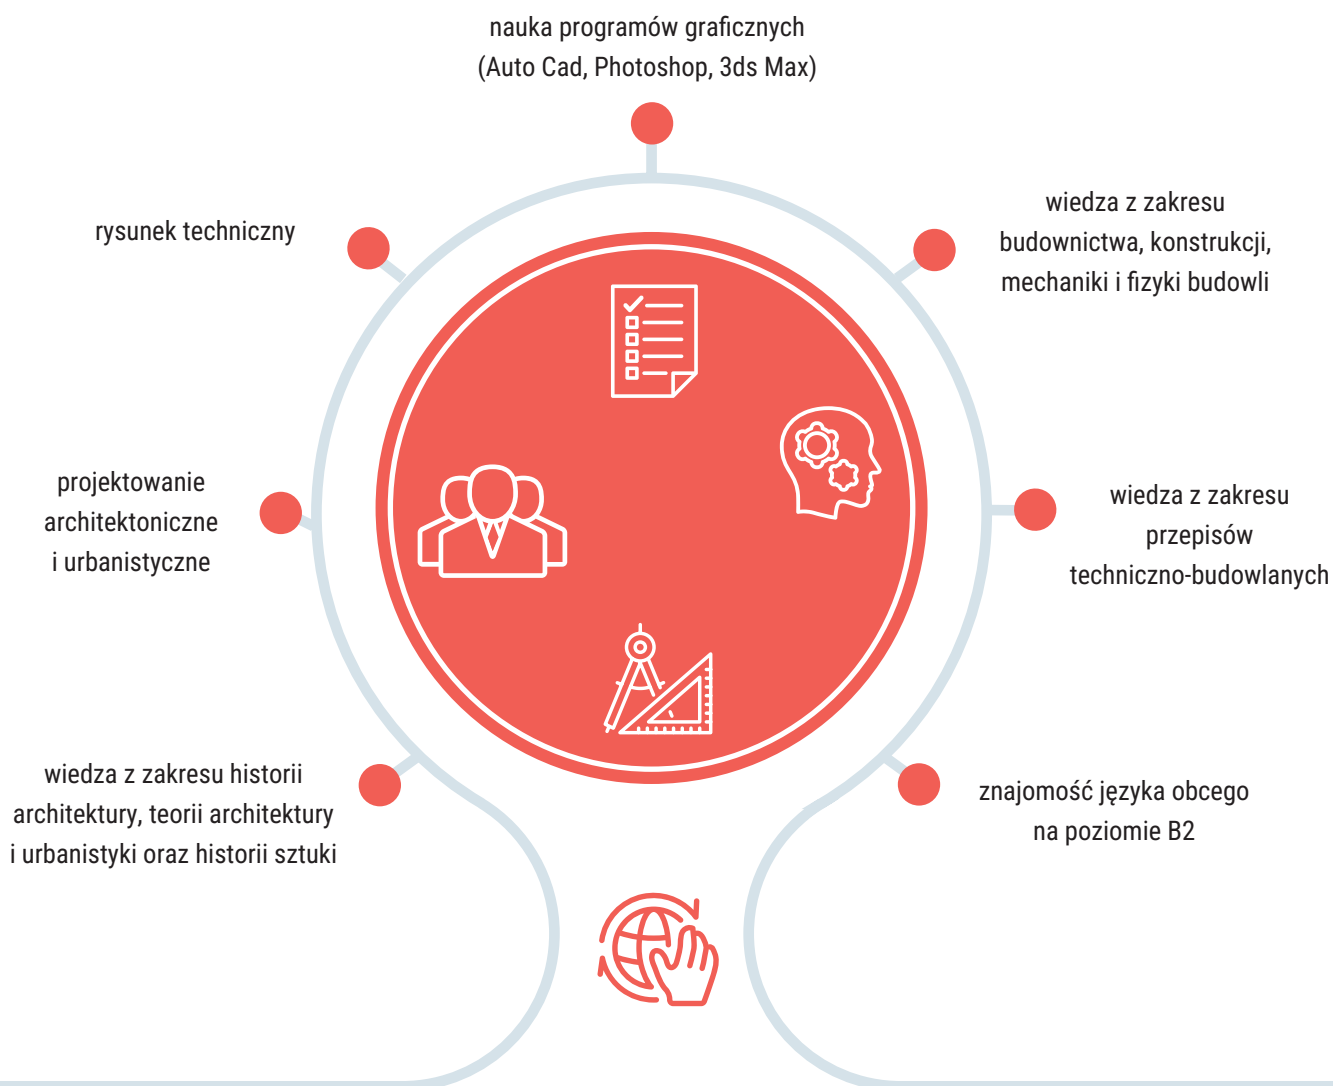 nauka programów graficznych
(Auto Cad, Photoshop, 3ds Max)
rysunek techniczny
wiedza z zakresu
budownictwa, konstrukcji,
mechaniki i fizyki budowli
projektowanie
architektoniczne
i urbanistyczne
wiedza z zakresu
przepisów
techniczno-budowlanych
wiedza z zakresu historii
architektury, teorii architektury
i urbanistyki oraz historii sztuki
znajomość języka obcego
na poziomie B2